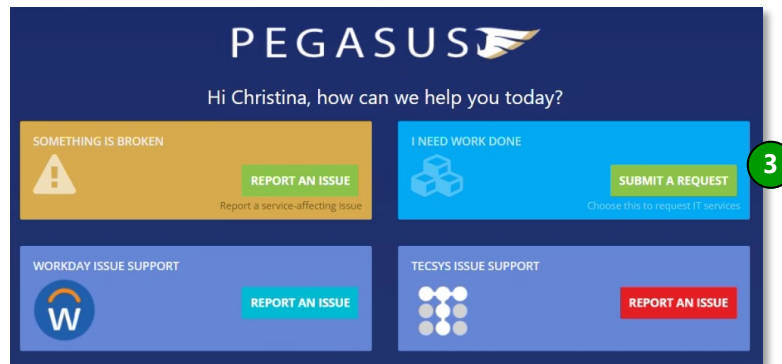 PEGASUS
Hi Christina, how can we help you today?
SOMETHING IS BROKEN
REPORT AN ISSUE
Report a service-affecting issue
I NEED WORK DONE
SUBMIT A REQUEST
Choose this to request IT services
3
WORKDAY ISSUE SUPPORT
W
REPORT AN ISSUE
TECSYS ISSUE SUPPORT
REPORT AN ISSUE